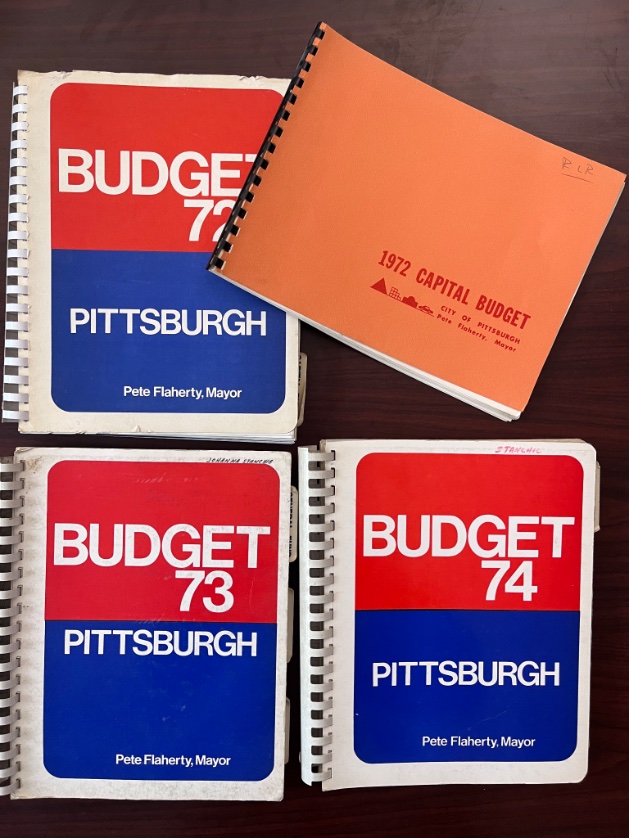 BUDGET
72
PITTSBURGH
Pete Flaherty, Mayor
R L R
1972 CAPITAL BUDGET
CITY OF PITTSBURGH
Pete Flaherty, Mayor
BUDGET
73
PITTSBURGH
Pete Flaherty, Mayor
BUDGET
74
PITTSBURGH
Pete Flaherty, Mayor